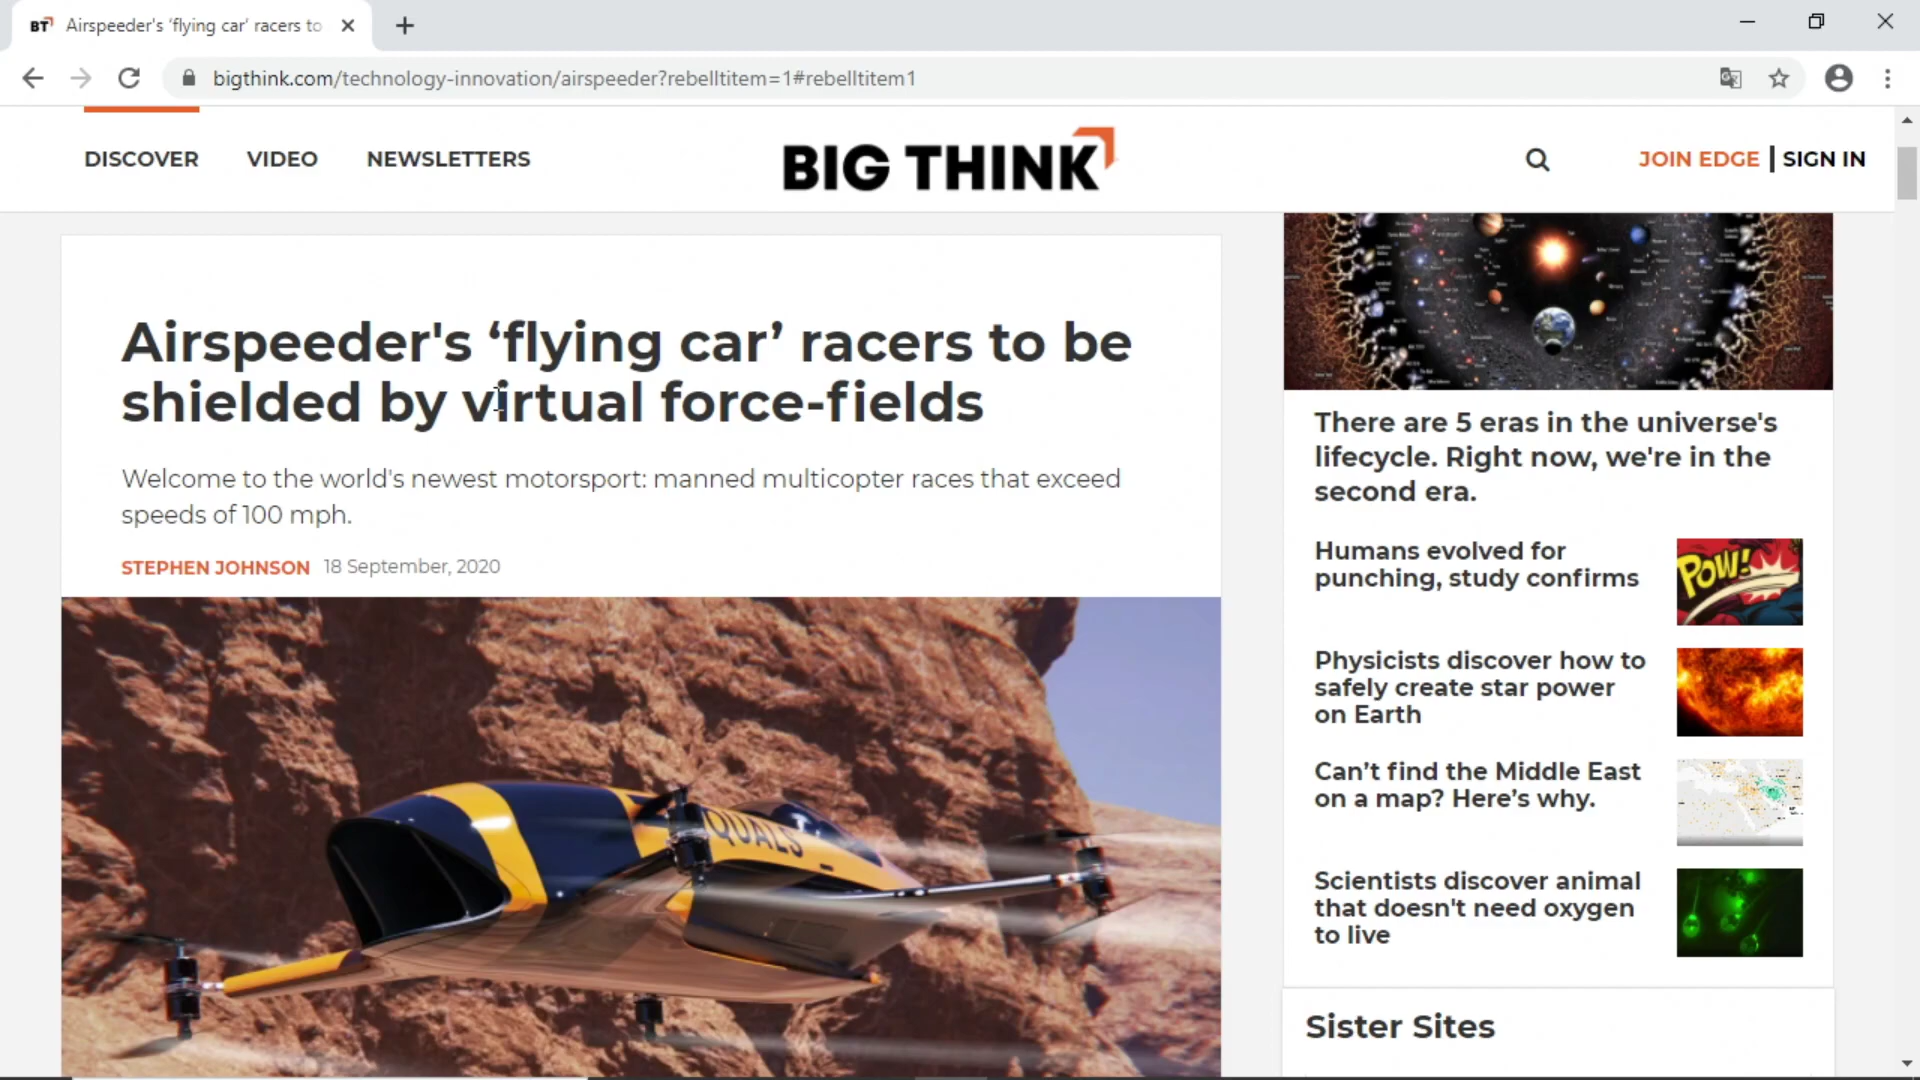 BT
Airspeeder's ‘flying car’ racers to
bigthink.com/technology-innovation/airspeeder?rebelltitem=1#rebelltitem1
DISCOVER
VIDEO
NEWSLETTERS
BIG THINK
JOIN EDGE | SIGN IN
Airspeeder's ‘flying car’ racers to be
shielded by virtual force-fields
Welcome to the world's newest motorsport: manned multicopter races that exceed
speeds of 100 mph.
STEPHEN JOHNSON 18 September, 2020
QUALS
There are 5 eras in the universe's
lifecycle. Right now, we're in the
second era.
Humans evolved for
punching, study confirms
POW!
Physicists discover how to
safely create star power
on Earth
Can’t find the Middle East
on a map? Here’s why.
Scientists discover animal
that doesn't need oxygen
to live
Sister Sites